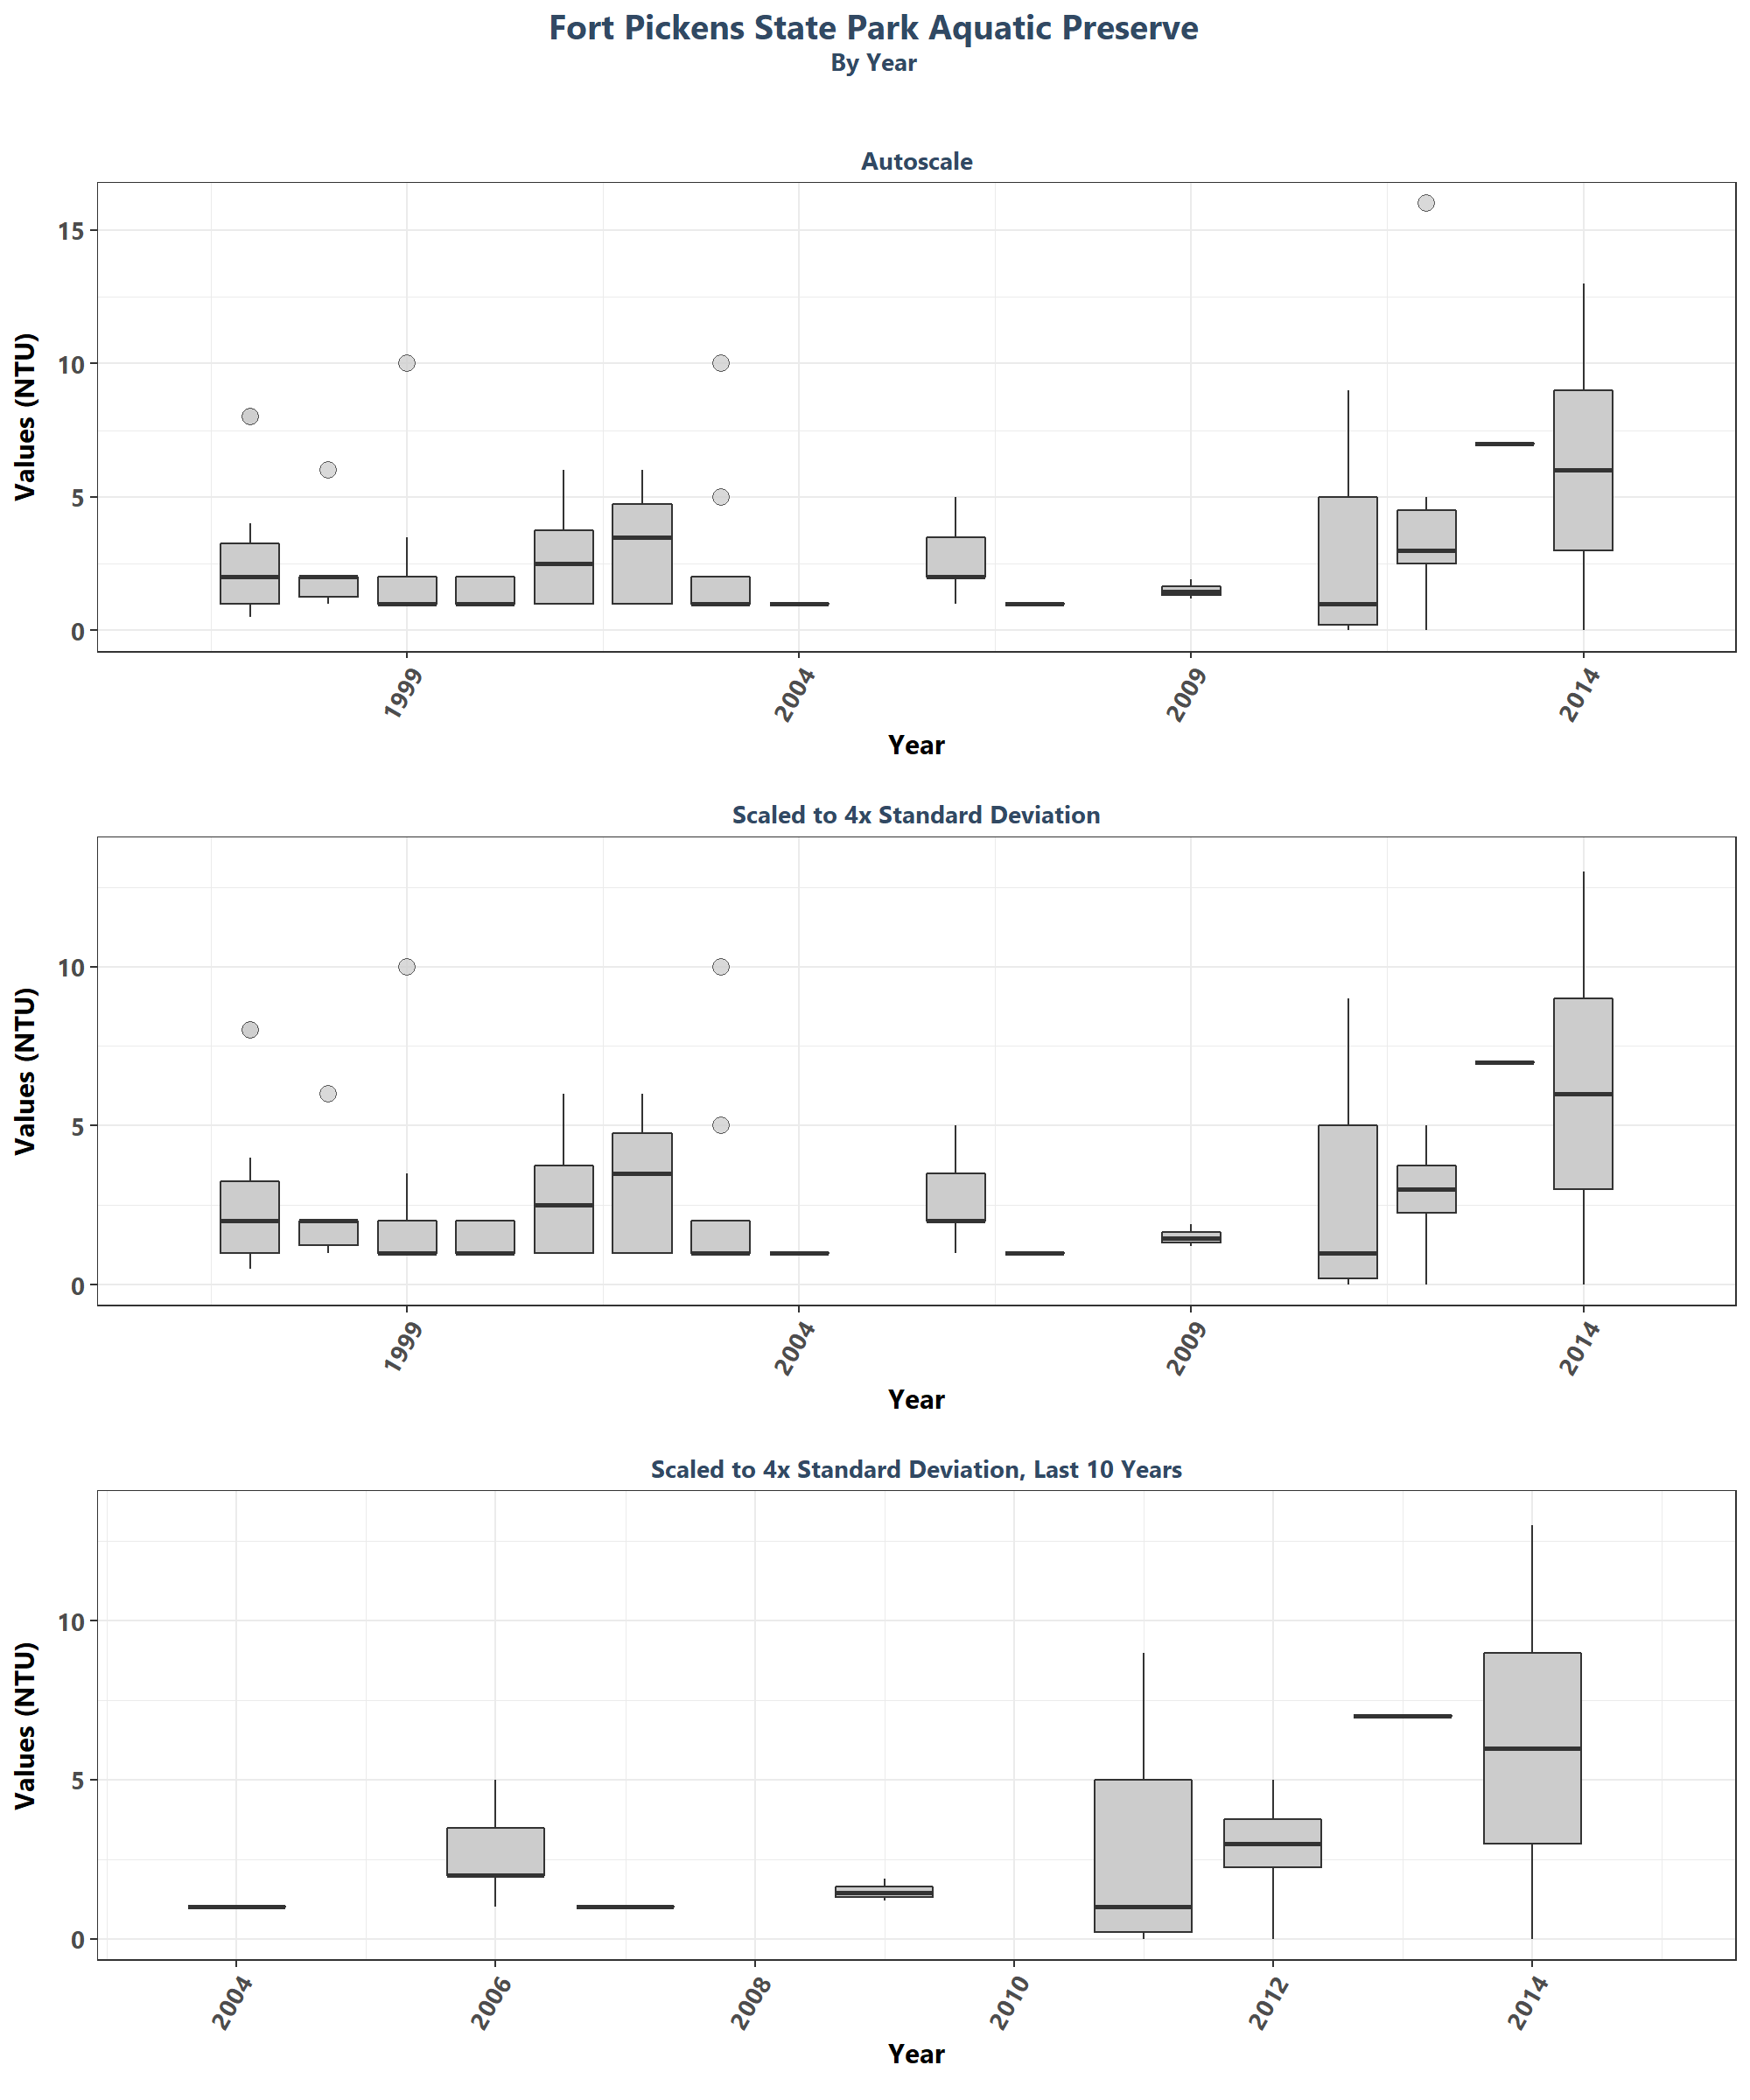 Fort Pickens State Park Aquatic Preserve
By Year
Autoscale
Values (NTU)
15
10
5
0
1999
2004
2009
2014
Year
Scaled to 4x Standard Deviation
Values (NTU)
10
5
0
1999
2004
2009
2014
Year
Scaled to 4x Standard Deviation, Last 10 Years
Values (NTU)
10
5
0
2004
2006
2008
2010
2012
2014
Year